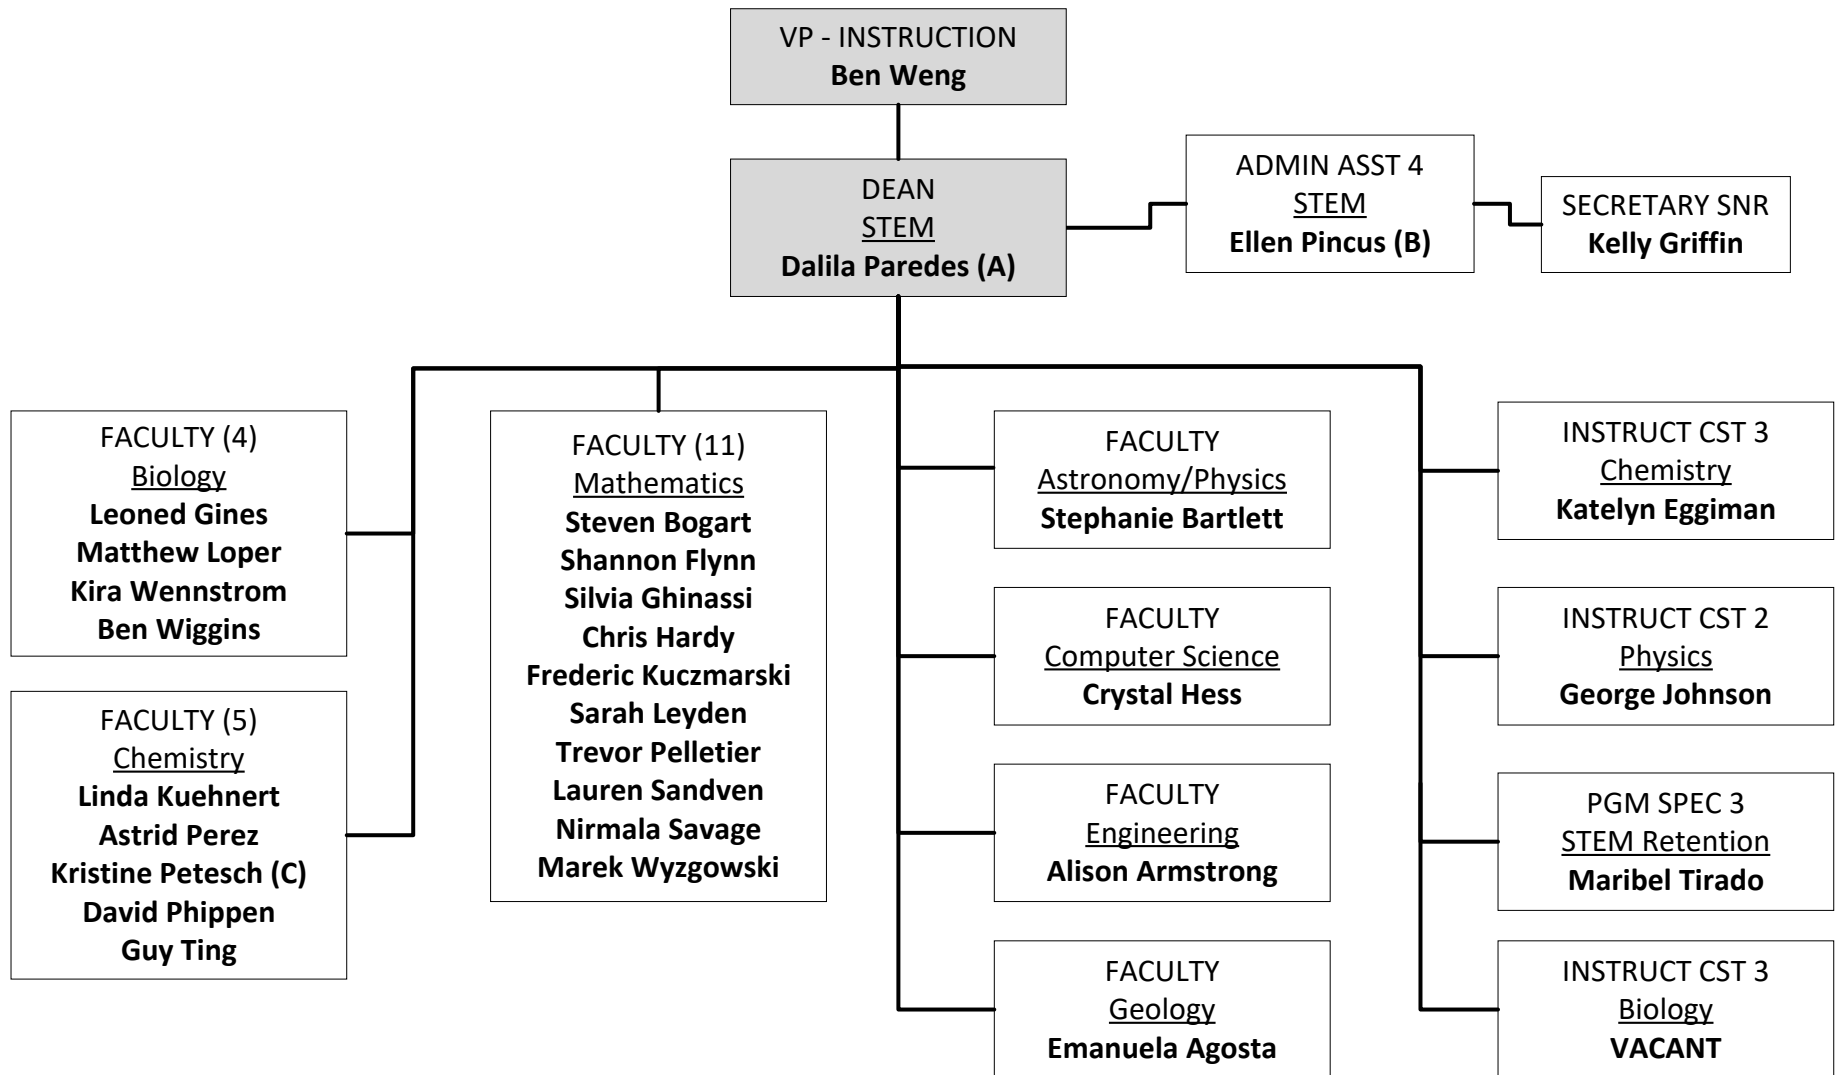 VP - INSTRUCTION
Ben Weng
DEAN
STEM
Dalila Paredes (A)
ADMIN ASST 4
STEM
Ellen Pincus (B)
SECRETARY SNR
Kelly Griffin
FACULTY (4)
Biology
Leoned Gines
Matthew Loper
Kira Wennstrom
Ben Wiggins
FACULTY (5)
Chemistry
Linda Kuehnert
Astrid Perez
Kristine Petesch (C)
David Phippen
Guy Ting
FACULTY (11)
Mathematics
Steven Bogart
Shannon Flynn
Silvia Ghinassi
Chris Hardy
Frederic Kuczmarski
Sarah Leyden
Trevor Pelletier
Lauren Sandven
Nirmala Savage
Marek Wyzgowski
FACULTY
Astronomy/Physics
Stephanie Bartlett
FACULTY
Computer Science
Crystal Hess
FACULTY
Engineering
Alison Armstrong
FACULTY
Geology
Emanuela Agosta
INSTRUCT CST 3
Chemistry
Katelyn Eggiman
INSTRUCT CST 2
Physics
George Johnson
PGM SPEC 3
STEM Retention
Maribel Tirado
INSTRUCT CST 3
Biology
VACANT